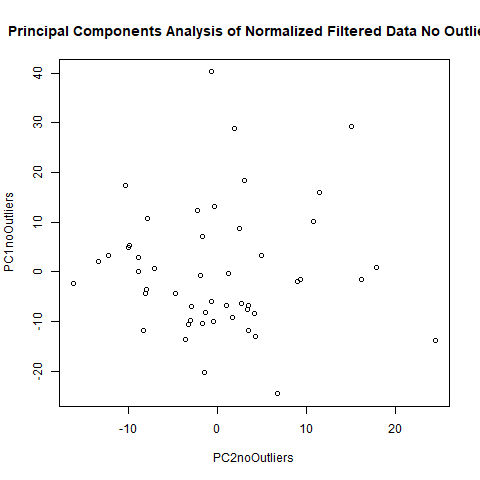 Principal Components Analysis of Normalized Filtered Data No Outlie
40
30
20
10
0
-10
-20
PC1noOutliers
-10 0 10 20
PC2noOutliers